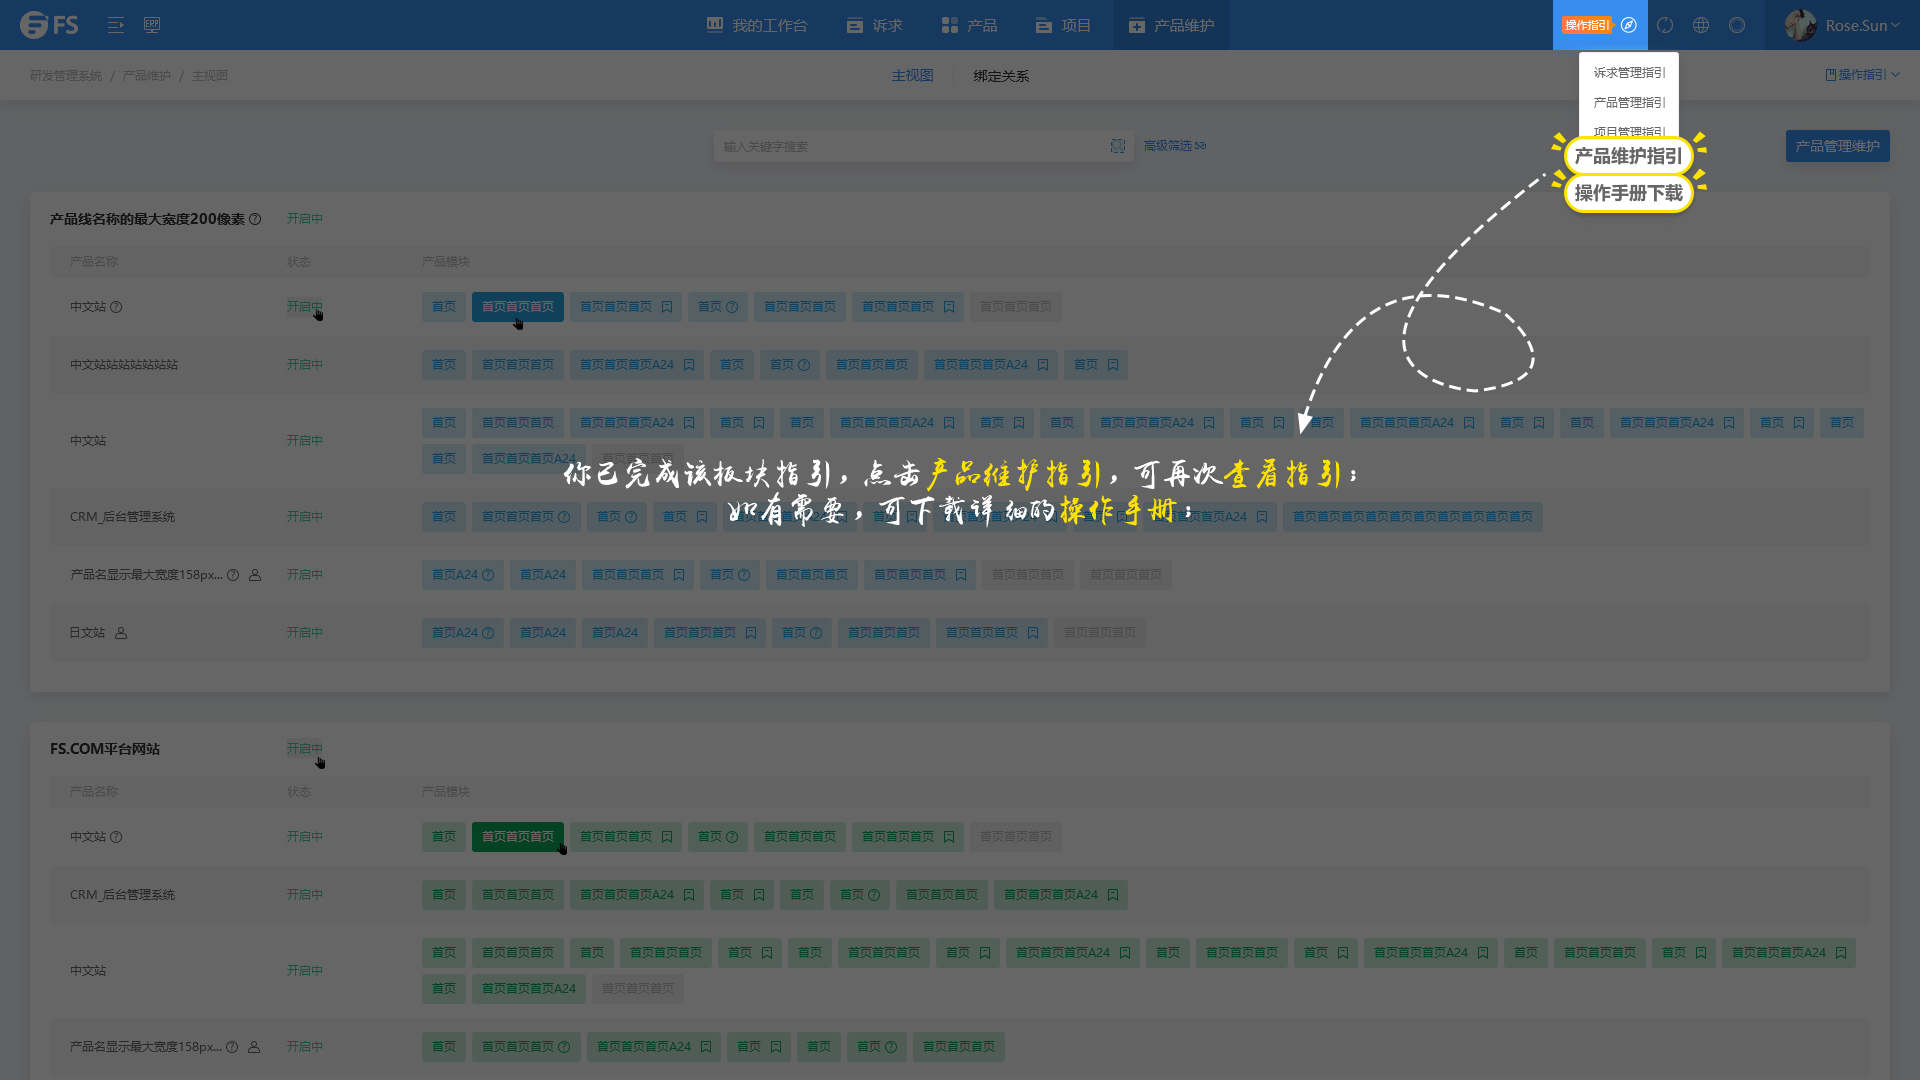 FS
我的工作台
诉求
产品
项目
产品维护
操作指引
Rose.Sun
研发管理系统 / 产品维护 / 主视图
主视图
绑定关系
操作指引
诉求管理指引
产品管理指引
项目管理指引
产品维护指引
操作手册下载
输入关键字搜索
高级筛选
产品管理维护
产品线名称的最大宽度200像素 开启中
产品名称 状态 产品模块
中文站 开启中 首页 首页首页首页 首页首页首页 首页 首页首页首页 首页首页首页 首页首页首页
中文站站站站站站站 开启中 首页 首页首页首页 首页首页首页A24 首页 首页 首页首页首页 首页首页首页A24 首页
中文站 开启中 首页 首页首页首页 首页首页首页A24 首页 首页 首页首页首页A24 首页 首页 首页首页首页A24 首页 首页 首页首页首页A24 首页 首页 首页首页首页A24 首页 首页
首页 首页首页首页A24 首页首页首页
你已完成该板块指引，点击产品维护指引，可再次查看指引；
如有需要，可下载详细的操作手册；
CRM_后台管理系统 开启中 首页 首页首页首页 首页 首页 首页首页首页A24 首页首页首页首页首页首页首页首页首页首页
产品名显示最大宽度158px... 开启中 首页A24 首页A24 首页首页首页 首页 首页首页首页 首页首页首页 首页首页首页 首页首页首页
日文站 开启中 首页A24 首页A24 首页A24 首页首页首页 首页 首页首页首页 首页首页首页 首页首页首页
FS.COM平台网站 开启中
产品名称 状态 产品模块
中文站 开启中 首页 首页首页首页 首页首页首页 首页 首页首页首页 首页首页首页 首页首页首页
CRM_后台管理系统 开启中 首页 首页首页首页 首页首页首页A24 首页 首页 首页 首页首页首页 首页首页首页A24
中文站 开启中 首页 首页首页首页 首页 首页首页首页 首页 首页 首页首页首页 首页 首页首页首页A24 首页 首页首页首页 首页 首页首页首页A24 首页 首页首页首页 首页 首页首页首页A24
首页 首页首页首页A24 首页首页首页
产品名显示最大宽度158px... 开启中 首页 首页首页首页 首页首页首页A24 首页 首页 首页 首页首页首页